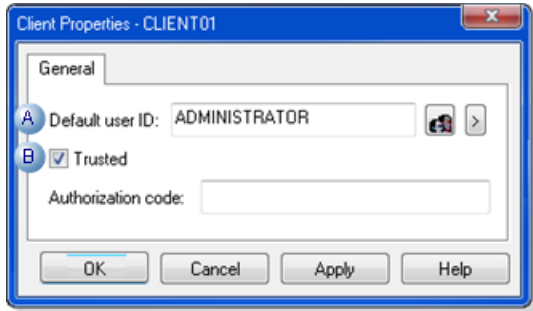 Client Properties - CLIENT01
General
A Default user ID: ADMINISTRATOR >
B Trusted
Authorization code:
OK Cancel Apply Help